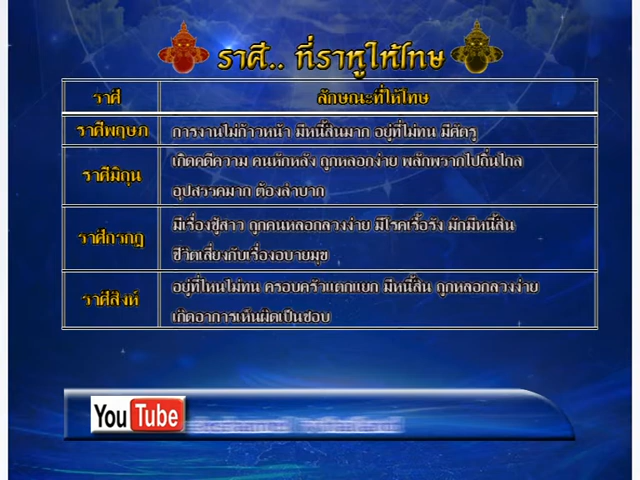 ราศี.. ที่ราหูให้โทษ
ราศี ลักษณะที่ให้โทษ
ราศีพฤษภ การงานไม่ก้าวหน้า มีหนี้สินมาก อยู่ที่ไม่ทน มีศัตรู
ราศีมิถุน เกิดคดีความ คนหักหลัง ถูกหลอกง่าย พลัดพรากไปถิ่นไกล
อุปสรรคมาก ต้องลำบาก
ราศีกรกฎ มีเรื่องชู้สาว ถูกคนหลอกลวงง่าย มีโรคเรื้อรัง มักมีหนี้สิน
ชีวิตเสี่ยงกับเรื่องอบายมุข
ราศีสิงห์ อยู่ที่ไหนไม่ทน ครอบครัวแตกแยก มีหนี้สิน ถูกหลอกลวงง่าย
เกิดอาการเห็นผิดเป็นชอบ
YouTube